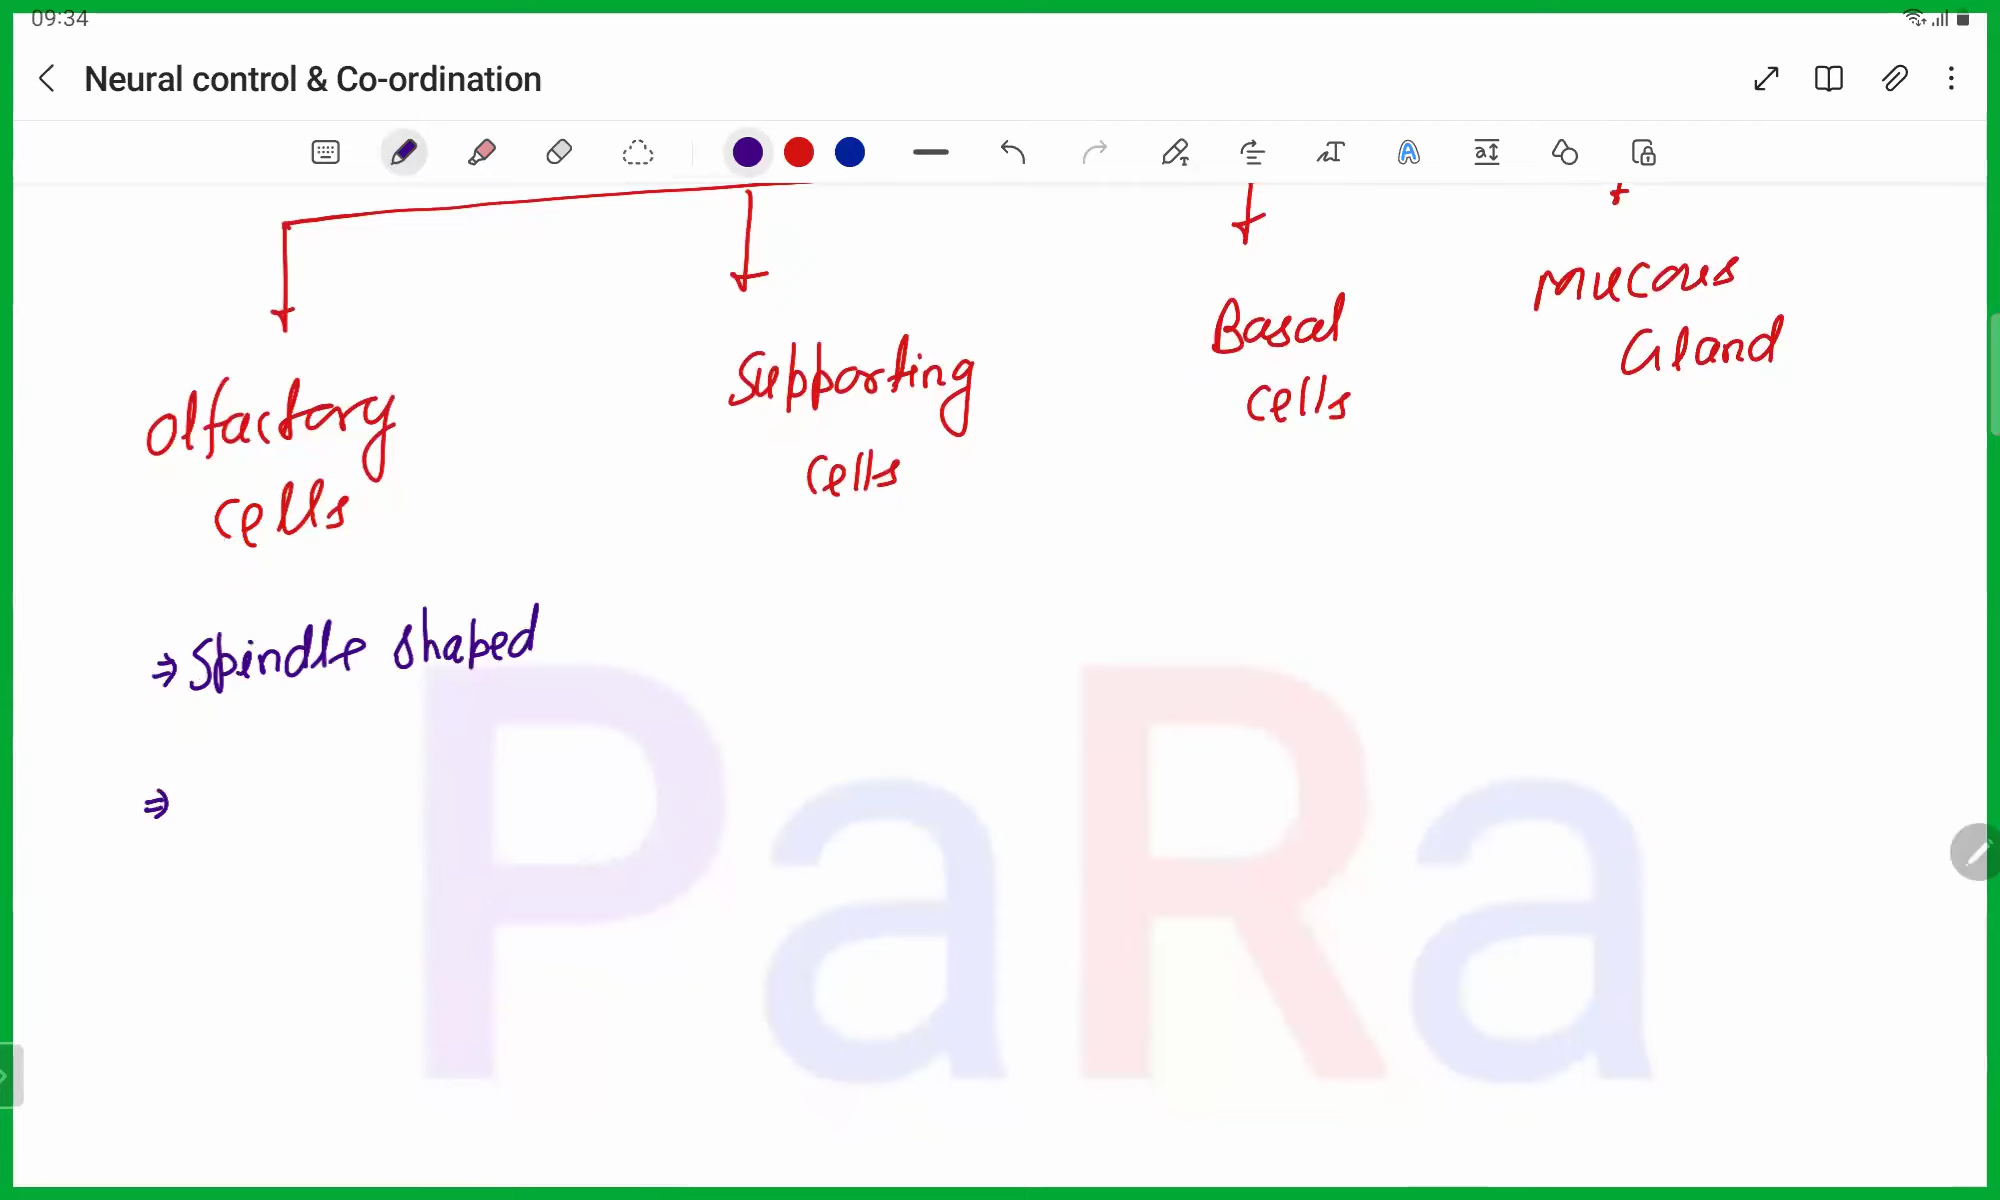 09:34
Neural control & Co-ordination
Olfactory
cells
Supporting
cells
Basal
cells
Mucous
Gland
⇒ Spindle shaped
⇒
PaRa